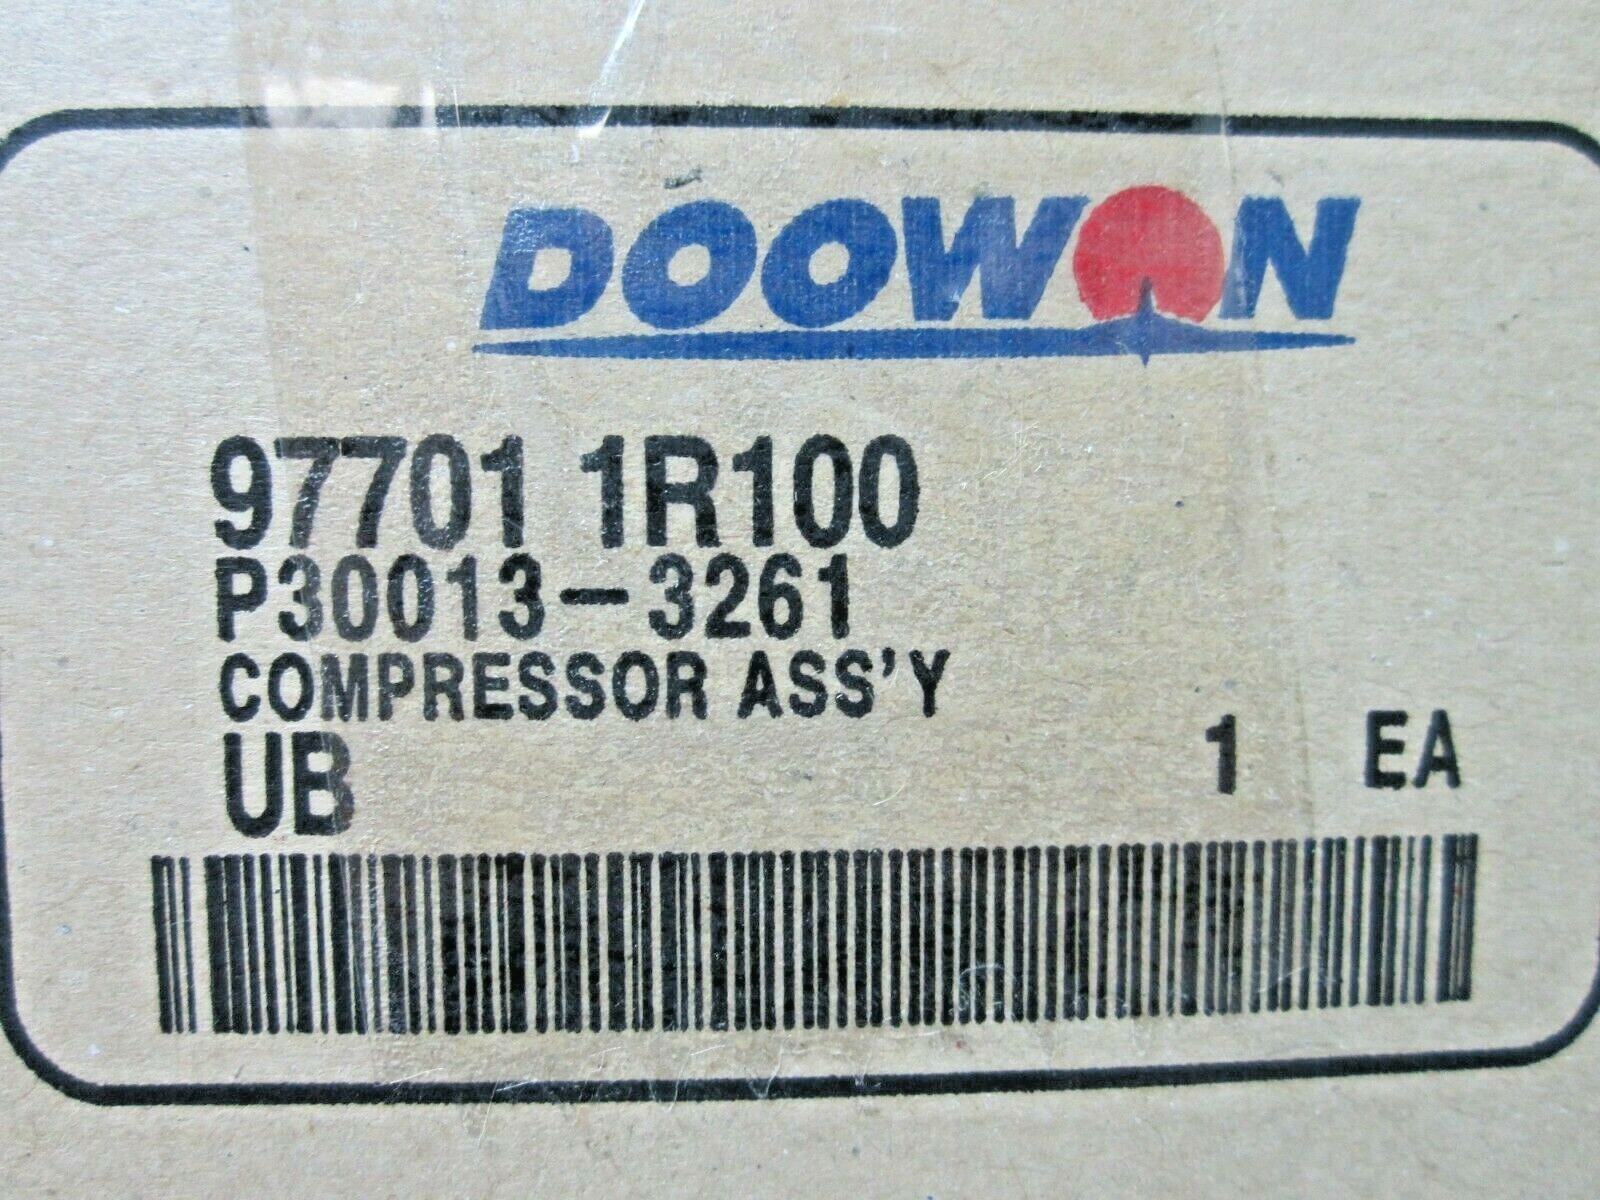 DOOWON
97701 1R100
P30013-3261
COMPRESSOR ASS'Y
UB 1 EA